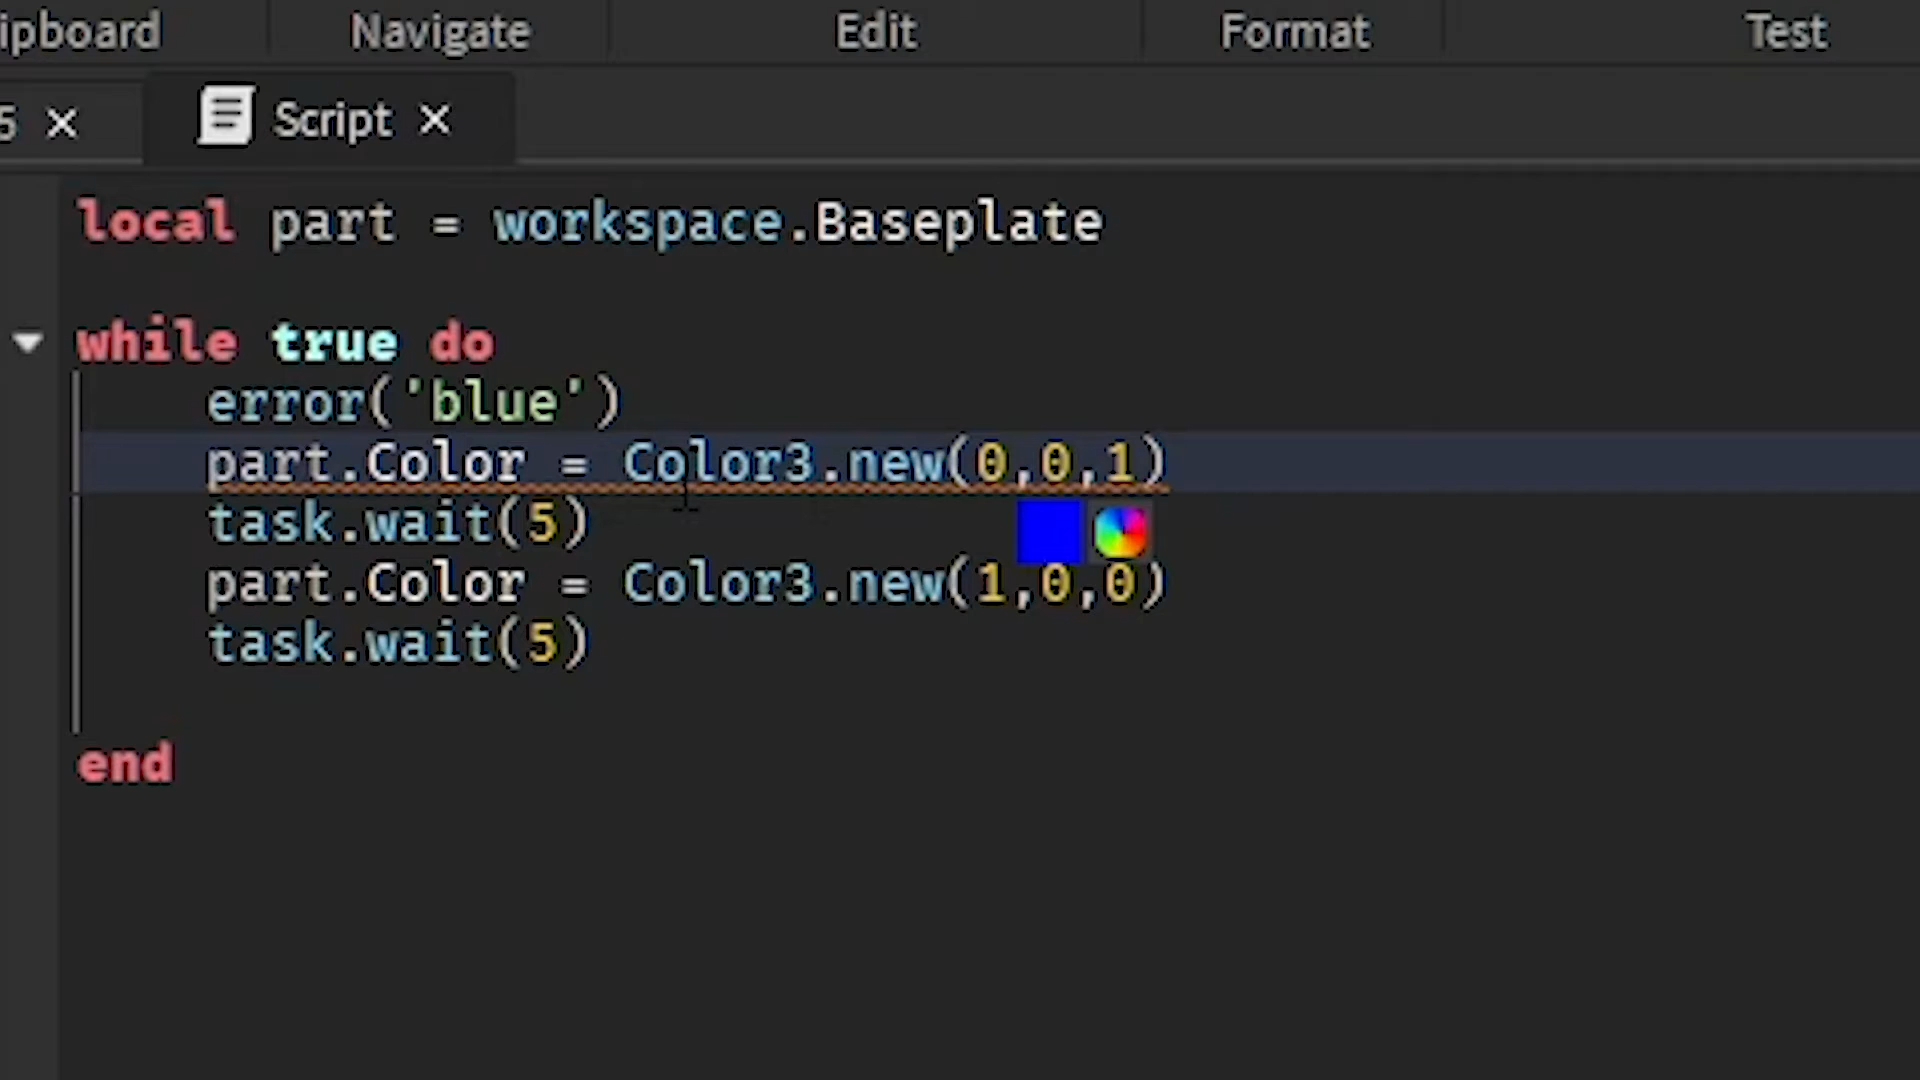 ipboard Navigate Edit Format Test
5 Script
local part = workspace.Baseplate
while true do
error('blue')
part.Color = Color3.new(0,0,1)
task.wait(5)
part.Color = Color3.new(1,0,0)
task.wait(5)
end